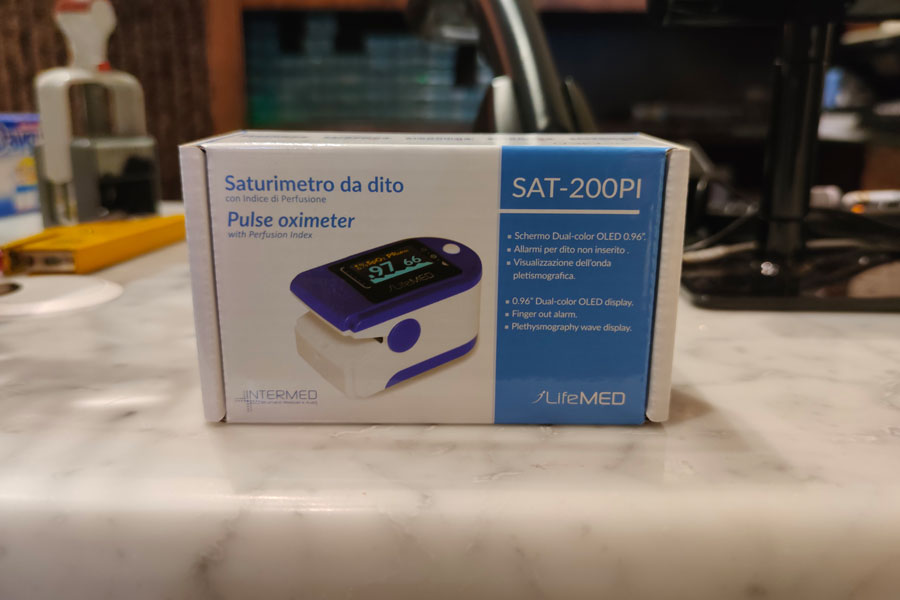 Saturimetro da dito
con Indice di Perfusione
Pulse oximeter
with Perfusion Index
97 66
LifeMED
INTERMED
SAT-200PI
• Schermo Dual-color OLED 0.96".
• Allarmi per dito non inserito .
• Visualizzazione dell'onda
pletismografica.
• 0.96" Dual-color OLED display.
• Finger out alarm.
• Plethysmography wave display.
LifeMED